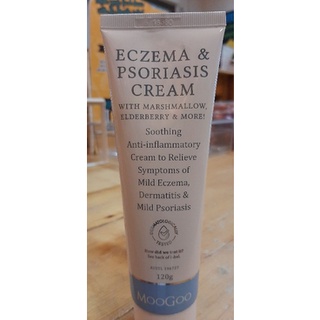 ECZEMA &
PSORIASIS
CREAM
WITH MARSHMALLOW,
ELDERBERRY & MORE!
Soothing
Anti-inflammatory
Cream to Relieve
Symptoms of
Mild Eczema,
Dermatitis &
Mild Psoriasis
TESTED
120g
MOOGOO